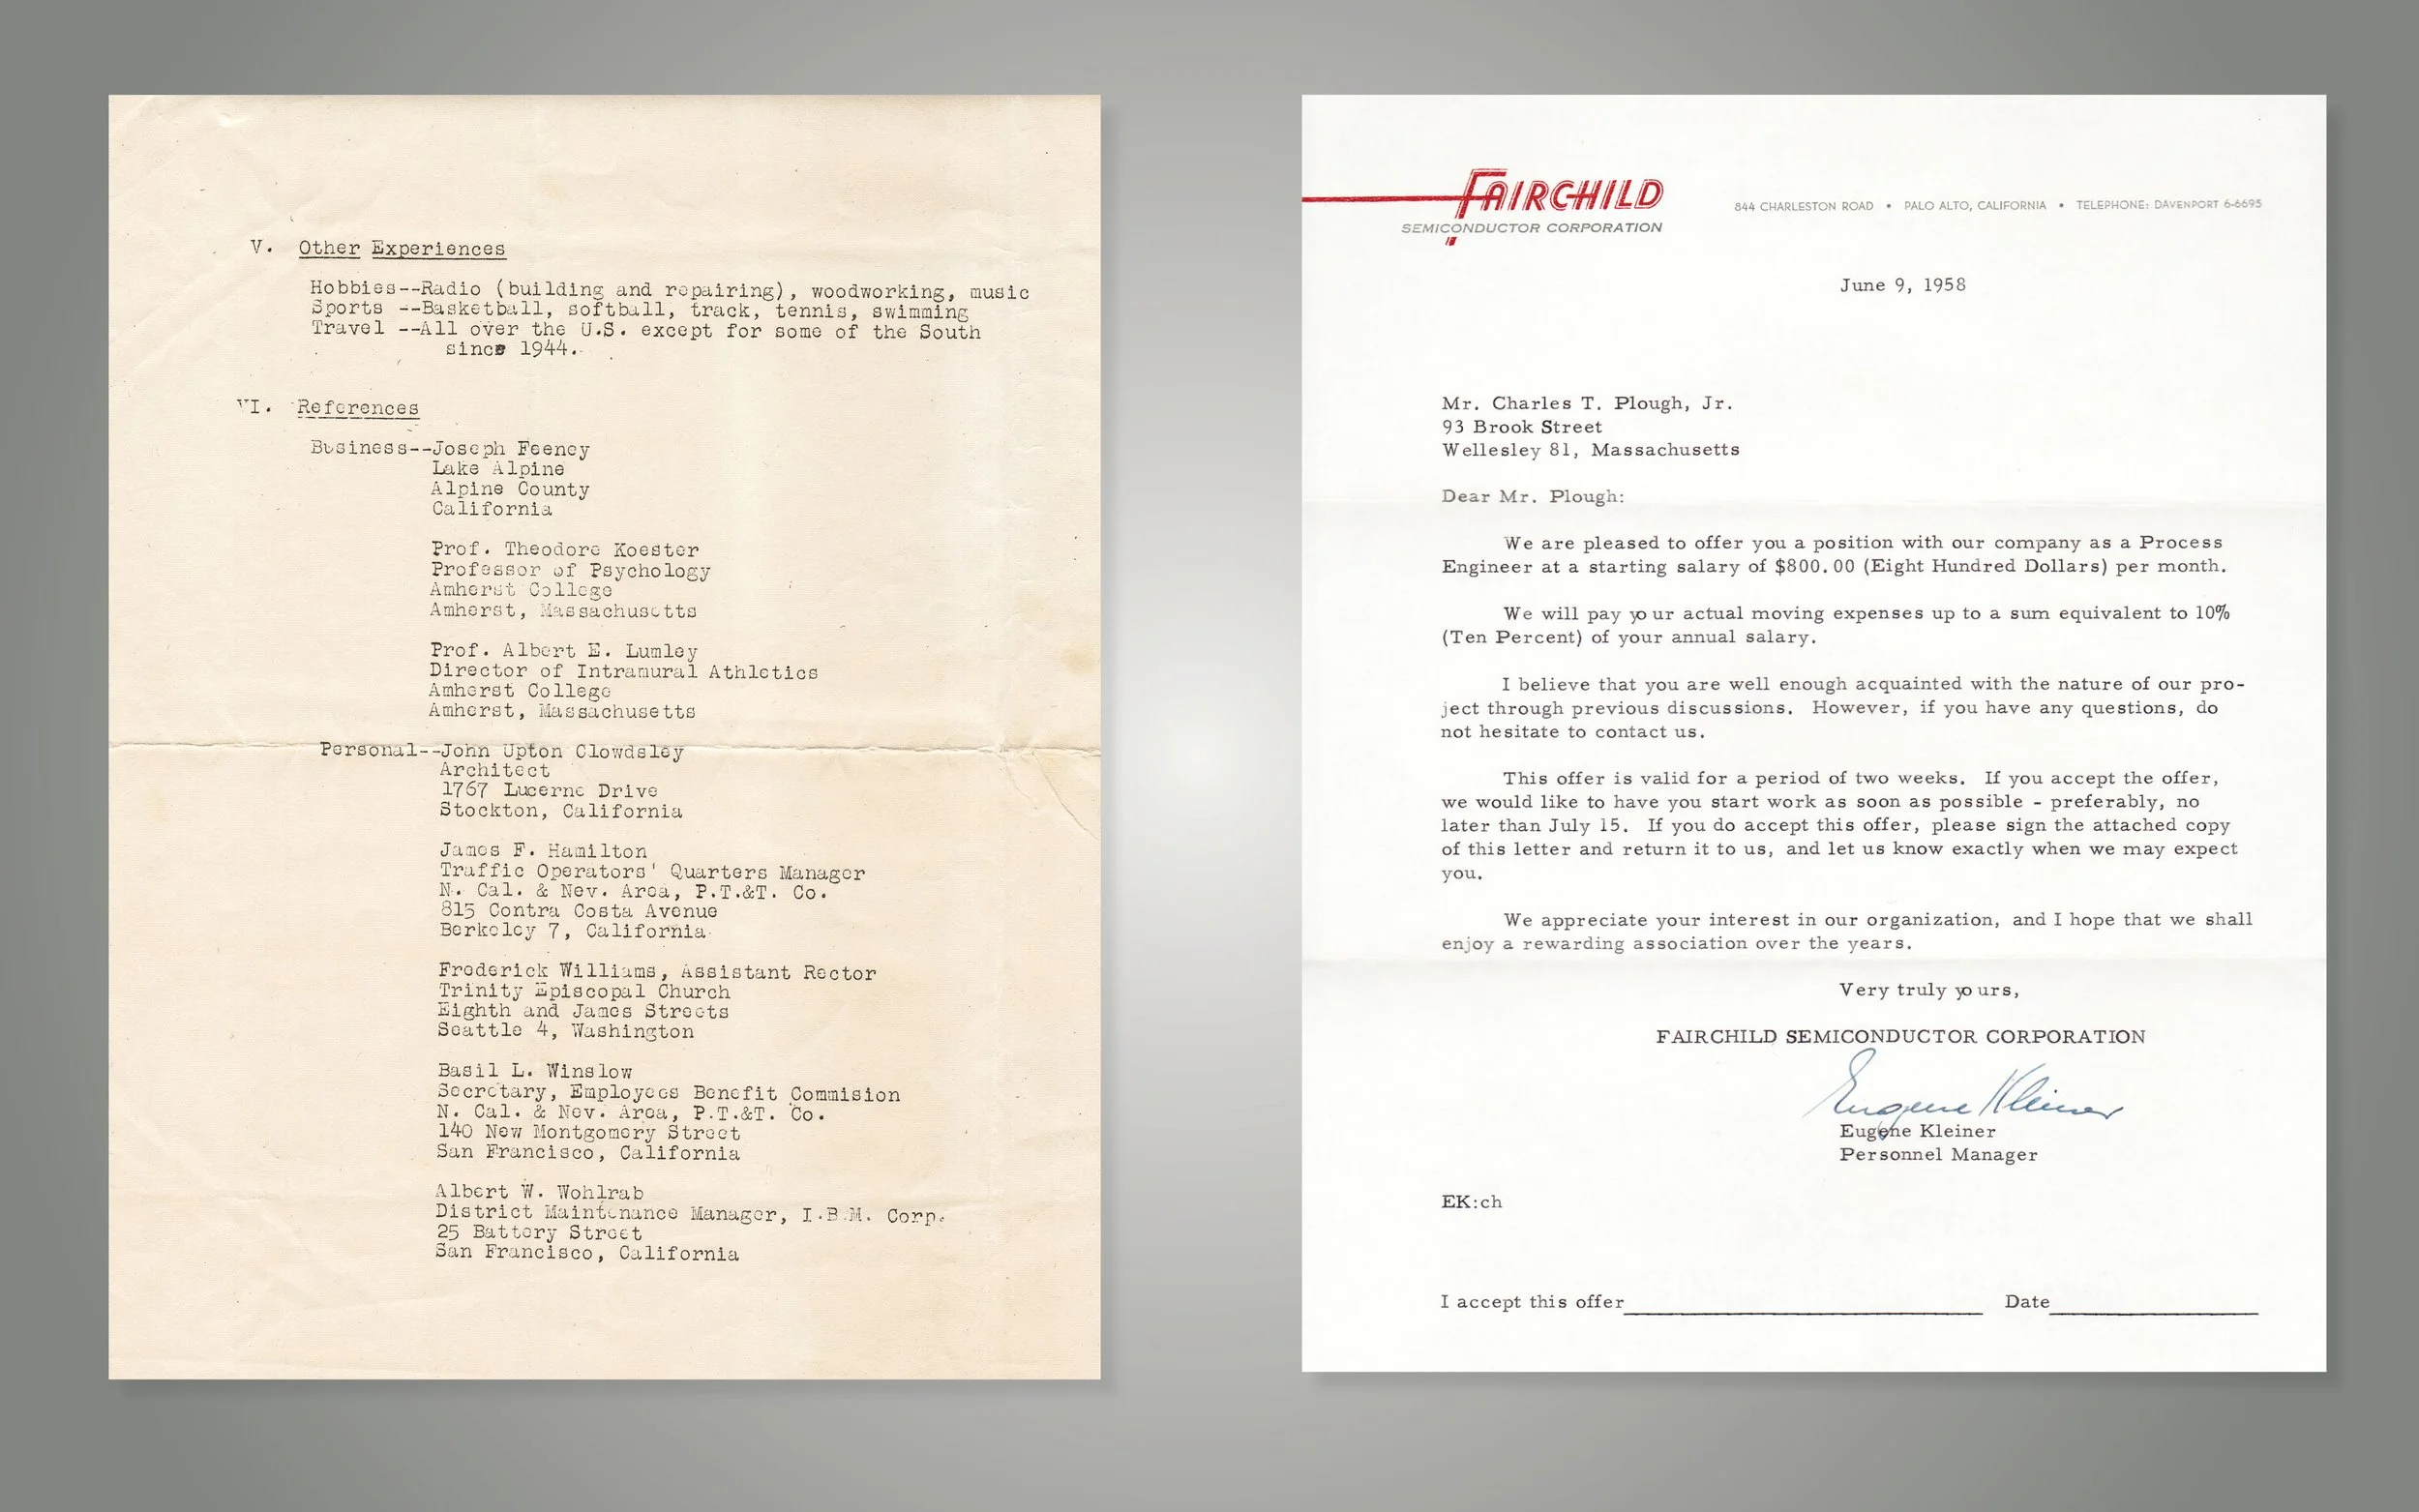 V. Other Experiences
Hobbies--Radio (building and repairing), woodworking, music
Sports --Basketball, softball, track, tennis, swimming
Travel --All over the U.S. except for some of the South
since 1944.
VI. References
Business--Joseph Feeney
Lake Alpine
Alpine County
California
Prof. Theodore Koester
Professor of Psychology
Amherst College
Amherst, Massachusetts
Prof. Albert E. Lumley
Director of Intramural Athletics
Amherst College
Amherst, Massachusetts
Personal--John Upton Clowdsley
Architect
1767 Lucerne Drive
Stockton, California
James F. Hamilton
Traffic Operators' Quarters Manager
N. Cal. & Nev. Area, P.T.&T. Co.
815 Contra Costa Avenue
Berkeley 7, California
Frederick Williams, Assistant Rector
Trinity Episcopal Church
Eighth and James Streets
Seattle 4, Washington
Basil L. Winslow
Secretary, Employees Benefit Commision
N. Cal. & Nev. Area, P.T.&T. Co.
140 New Montgomery Street
San Francisco, California
Albert W. Wohlrab
District Maintenance Manager, I.B.M. Corp.
25 Battery Street
San Francisco, California
FAIRCHILD
SEMICONDUCTOR CORPORATION
844 CHARLESTON ROAD • PALO ALTO, CALIFORNIA • TELEPHONE: DAVENPORT 6-6695
June 9, 1958
Mr. Charles T. Plough, Jr.
93 Brook Street
Wellesley 81, Massachusetts
Dear Mr. Plough:
We are pleased to offer you a position with our company as a Process
Engineer at a starting salary of $800.00 (Eight Hundred Dollars) per month.
We will pay your actual moving expenses up to a sum equivalent to 10%
(Ten Percent) of your annual salary.
I believe that you are well enough acquainted with the nature of our pro-
ject through previous discussions. However, if you have any questions, do
not hesitate to contact us.
This offer is valid for a period of two weeks. If you accept the offer,
we would like to have you start work as soon as possible - preferably, no
later than July 15. If you do accept this offer, please sign the attached copy
of this letter and return it to us, and let us know exactly when we may expect
you.
We appreciate your interest in our organization, and I hope that we shall
enjoy a rewarding association over the years.
Very truly yours,
FAIRCHILD SEMICONDUCTOR CORPORATION
Eugene Kleiner
Eugene Kleiner
Personnel Manager
EK:ch
I accept this offer Date